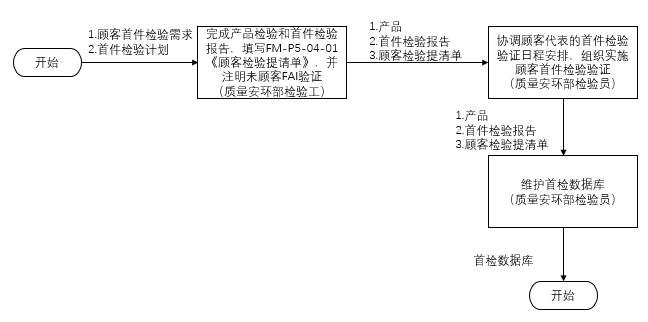 开始
1.顾客首件检验需求
2.首件检验计划
完成产品检验和首件检验
报告，填写FM-P5-04-01
《顾客检验提请单》，并
注明未顾客FAI验证
（质量安环部检验工）
1.产品
2.首件检验报告
3.顾客检验提清单
协调顾客代表的首件检验
验证日程安排，组织实施
顾客首件检验验证
（质量安环部检验员）
1.产品
2.首件检验报告
3.顾客检验提清单
维护首检数据库
（质量安环部检验员）
首检数据库
开始